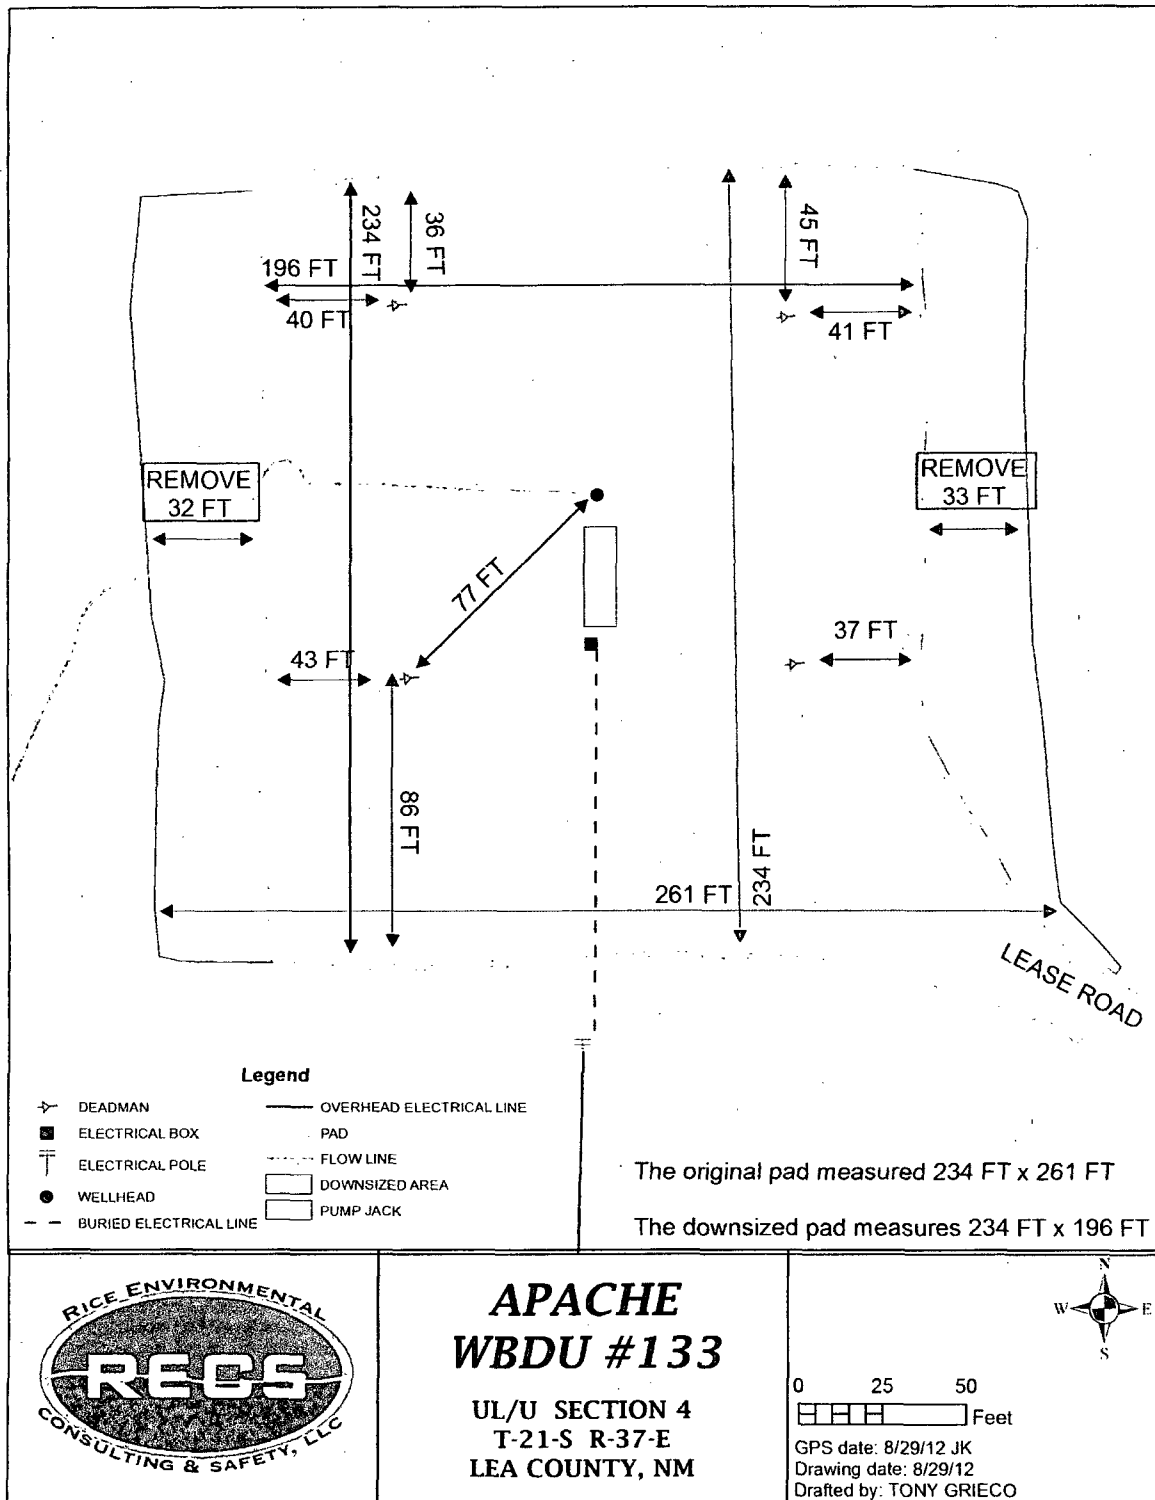 234 FT
36 FT
45 FT
196 FT
40 FT
41 FT
REMOVE
32 FT
REMOVE
33 FT
77 FT
37 FT
43 FT
86 FT
234 FT
261 FT
LEASE ROAD
Legend
DEADMAN
ELECTRICAL BOX
ELECTRICAL POLE
WELLHEAD
BURIED ELECTRICAL LINE
OVERHEAD ELECTRICAL LINE
PAD
FLOW LINE
DOWNSIZED AREA
PUMP JACK
The original pad measured 234 FT x 261 FT
The downsized pad measures 234 FT x 196 FT
RICE ENVIRONMENTAL
RECS
CONSULTING & SAFETY, LLC
APACHE
WBDU #133
UL/U SECTION 4
T-21-S R-37-E
LEA COUNTY, NM
N
W E
S
0 25 50
Feet
GPS date: 8/29/12 JK
Drawing date: 8/29/12
Drafted by: TONY GRIECO